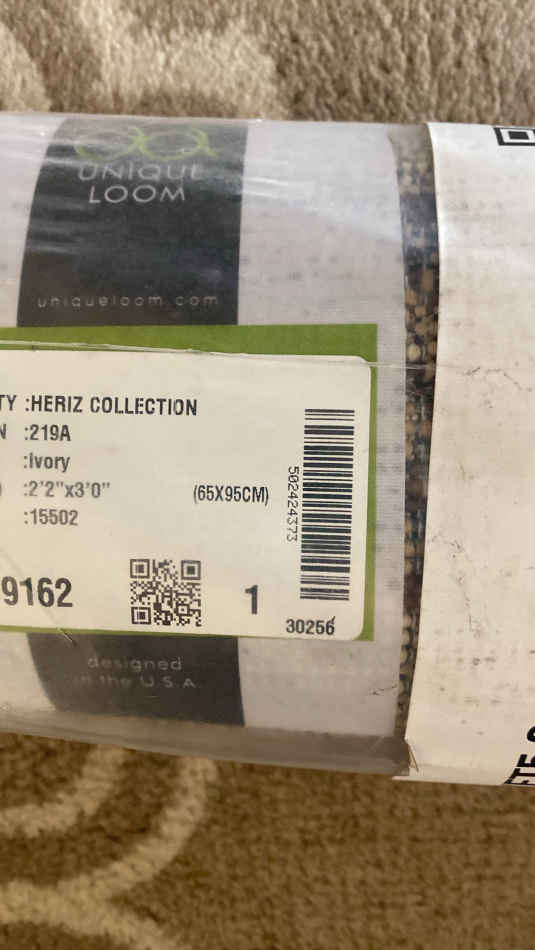 UNIQUE
LOOM
uniqueloom.com
TY :HERIZ COLLECTION
N :219A
:Ivory
) :2'2"x3'0" (65X95CM)
:15502
502424373
9162
1
30256
designed
in the U.S.A.